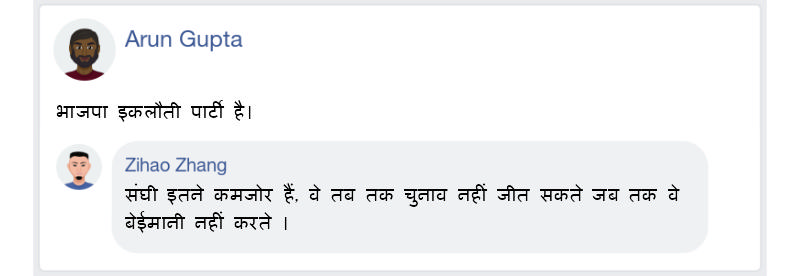 Arun Gupta
भाजपा इकलौती पार्टी है।
Zihao Zhang
संघी इतने कमजोर हैं, वे तब तक चुनाव नहीं जीत सकते जब तक वे
बेईमानी नहीं करते ।